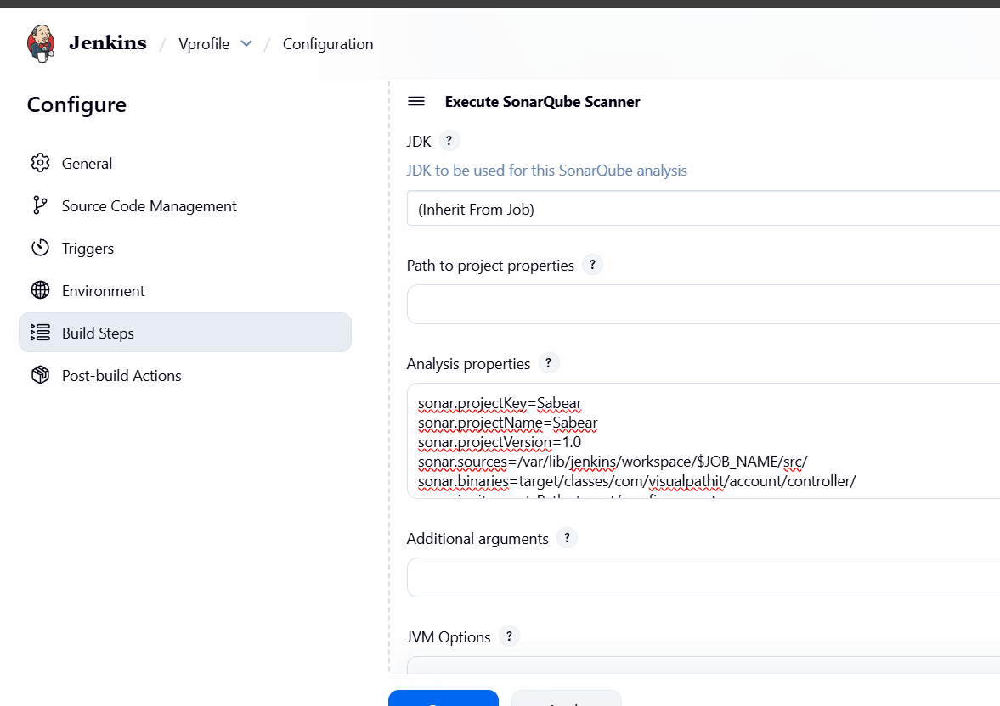 Jenkins / Vprofile / Configuration
Configure
General
Source Code Management
Triggers
Environment
Build Steps
Post-build Actions
Execute SonarQube Scanner
JDK ?
JDK to be used for this SonarQube analysis
(Inherit From Job)
Path to project properties ?
Analysis properties ?
sonar.projectKey=Sabear
sonar.projectName=Sabear
sonar.projectVersion=1.0
sonar.sources=/var/lib/jenkins/workspace/$JOB_NAME/src/
sonar.binaries=target/classes/com/visualpathit/account/controller/
Additional arguments ?
JVM Options ?